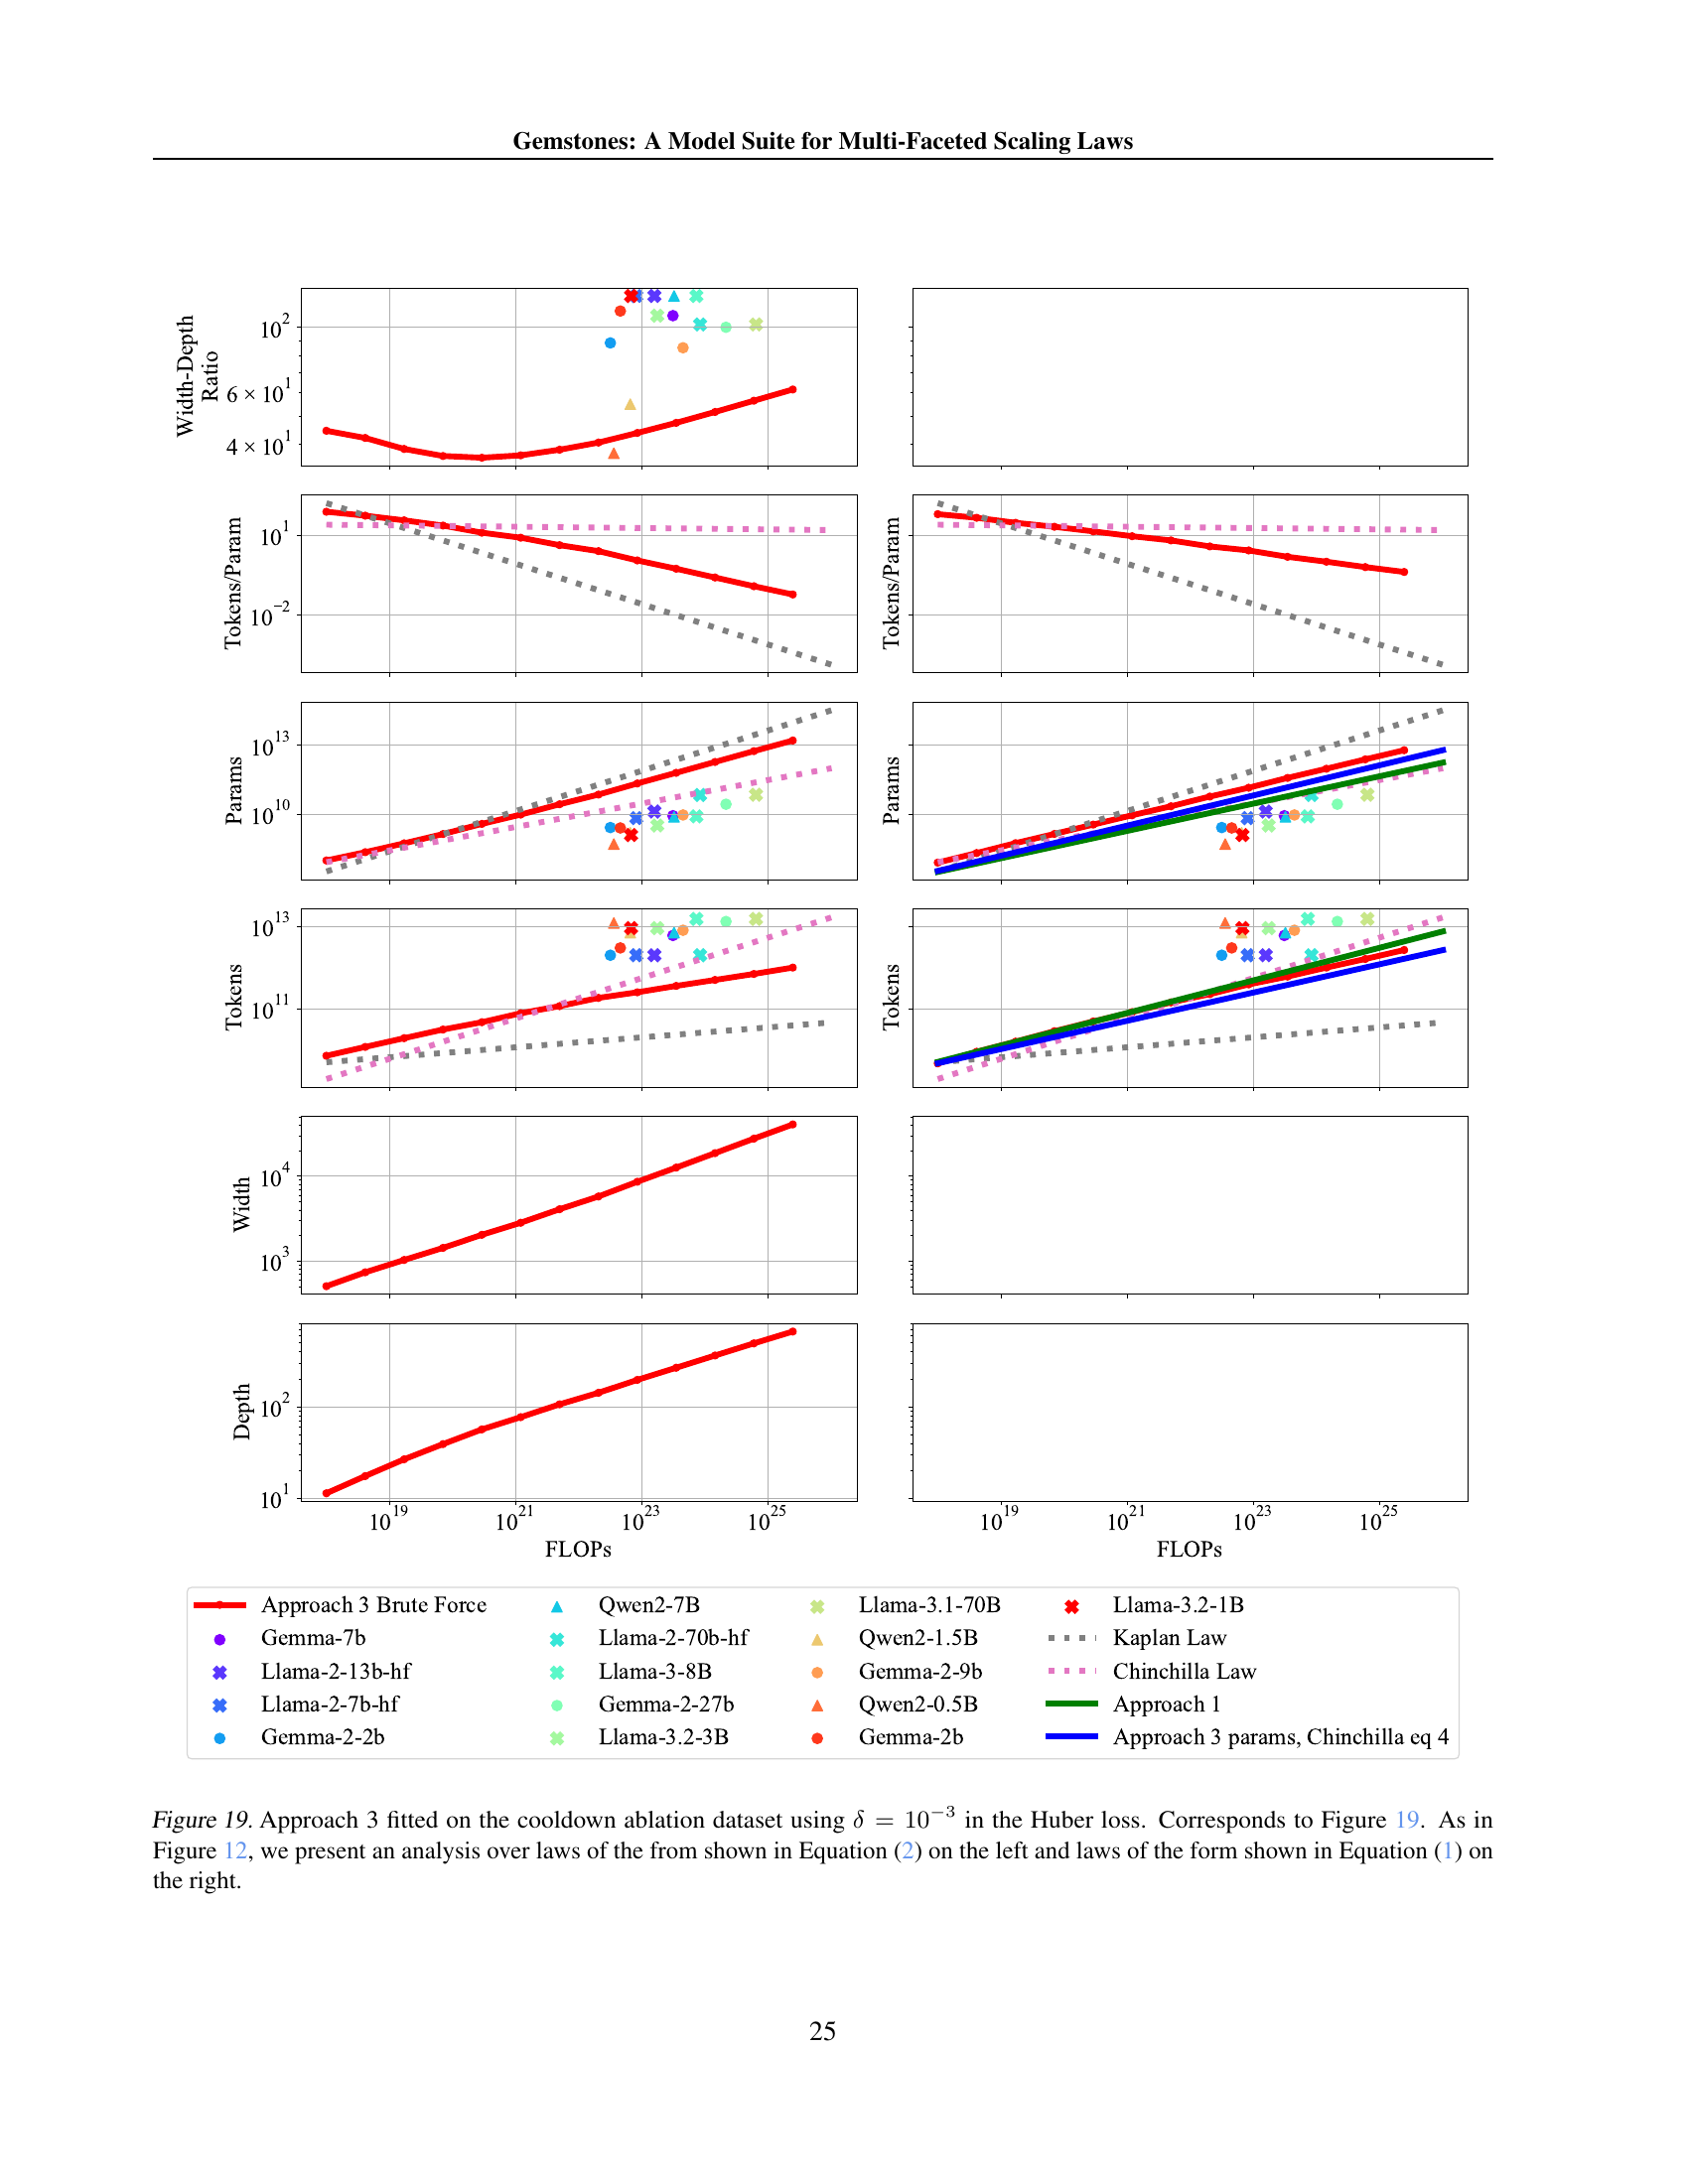 Gemstones: A Model Suite for Multi-Faceted Scaling Laws
Width-Depth
Ratio
10^2
6 × 10^1
4 × 10^1
Tokens/Param
10^1
10^−2
Tokens/Param
Params
10^13
10^10
Params
Tokens
10^13
10^11
Tokens
Width
10^4
10^3
Depth
10^2
10^1
10^19 10^21 10^23 10^25
FLOPs
10^19 10^21 10^23 10^25
FLOPs
Approach 3 Brute Force
Gemma-7b
Llama-2-13b-hf
Llama-2-7b-hf
Gemma-2-2b
Qwen2-7B
Llama-2-70b-hf
Llama-3-8B
Gemma-2-27b
Llama-3.2-3B
Llama-3.1-70B
Qwen2-1.5B
Gemma-2-9b
Qwen2-0.5B
Gemma-2b
Llama-3.2-1B
Kaplan Law
Chinchilla Law
Approach 1
Approach 3 params, Chinchilla eq 4
Figure 19. Approach 3 fitted on the cooldown ablation dataset using δ = 10^−3 in the Huber loss. Corresponds to Figure 19. As in
Figure 12, we present an analysis over laws of the from shown in Equation (2) on the left and laws of the form shown in Equation (1) on
the right.
25